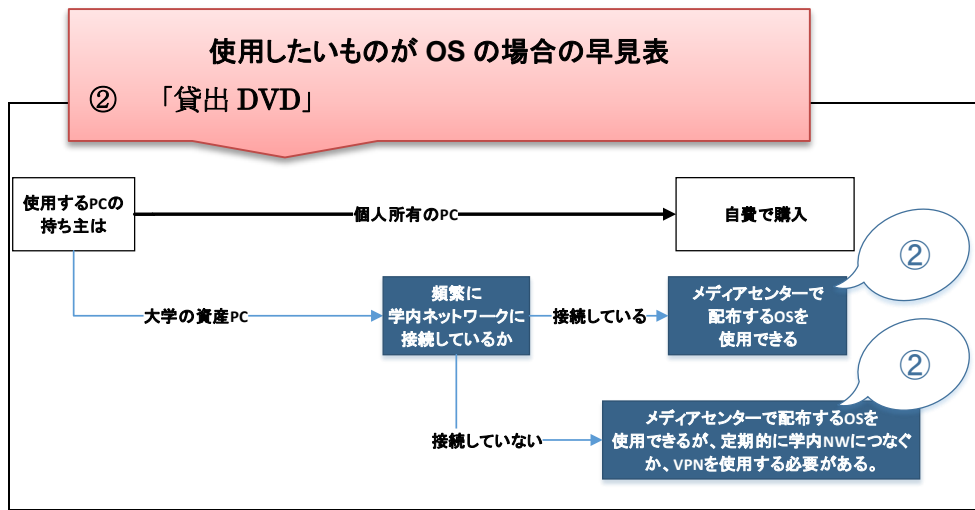 使用したいものが OS の場合の早見表
② 「貸出 DVD」
使用するPCの
持ち主は
個人所有のPC
自費で購入
②
大学の資産PC
頻繁に
学内ネットワークに
接続しているか
接続している
メディアセンターで
配布するOSを
使用できる
②
接続していない
メディアセンターで配布するOSを
使用できるが、定期的に学内NWにつなぐ
か、VPNを使用する必要がある。